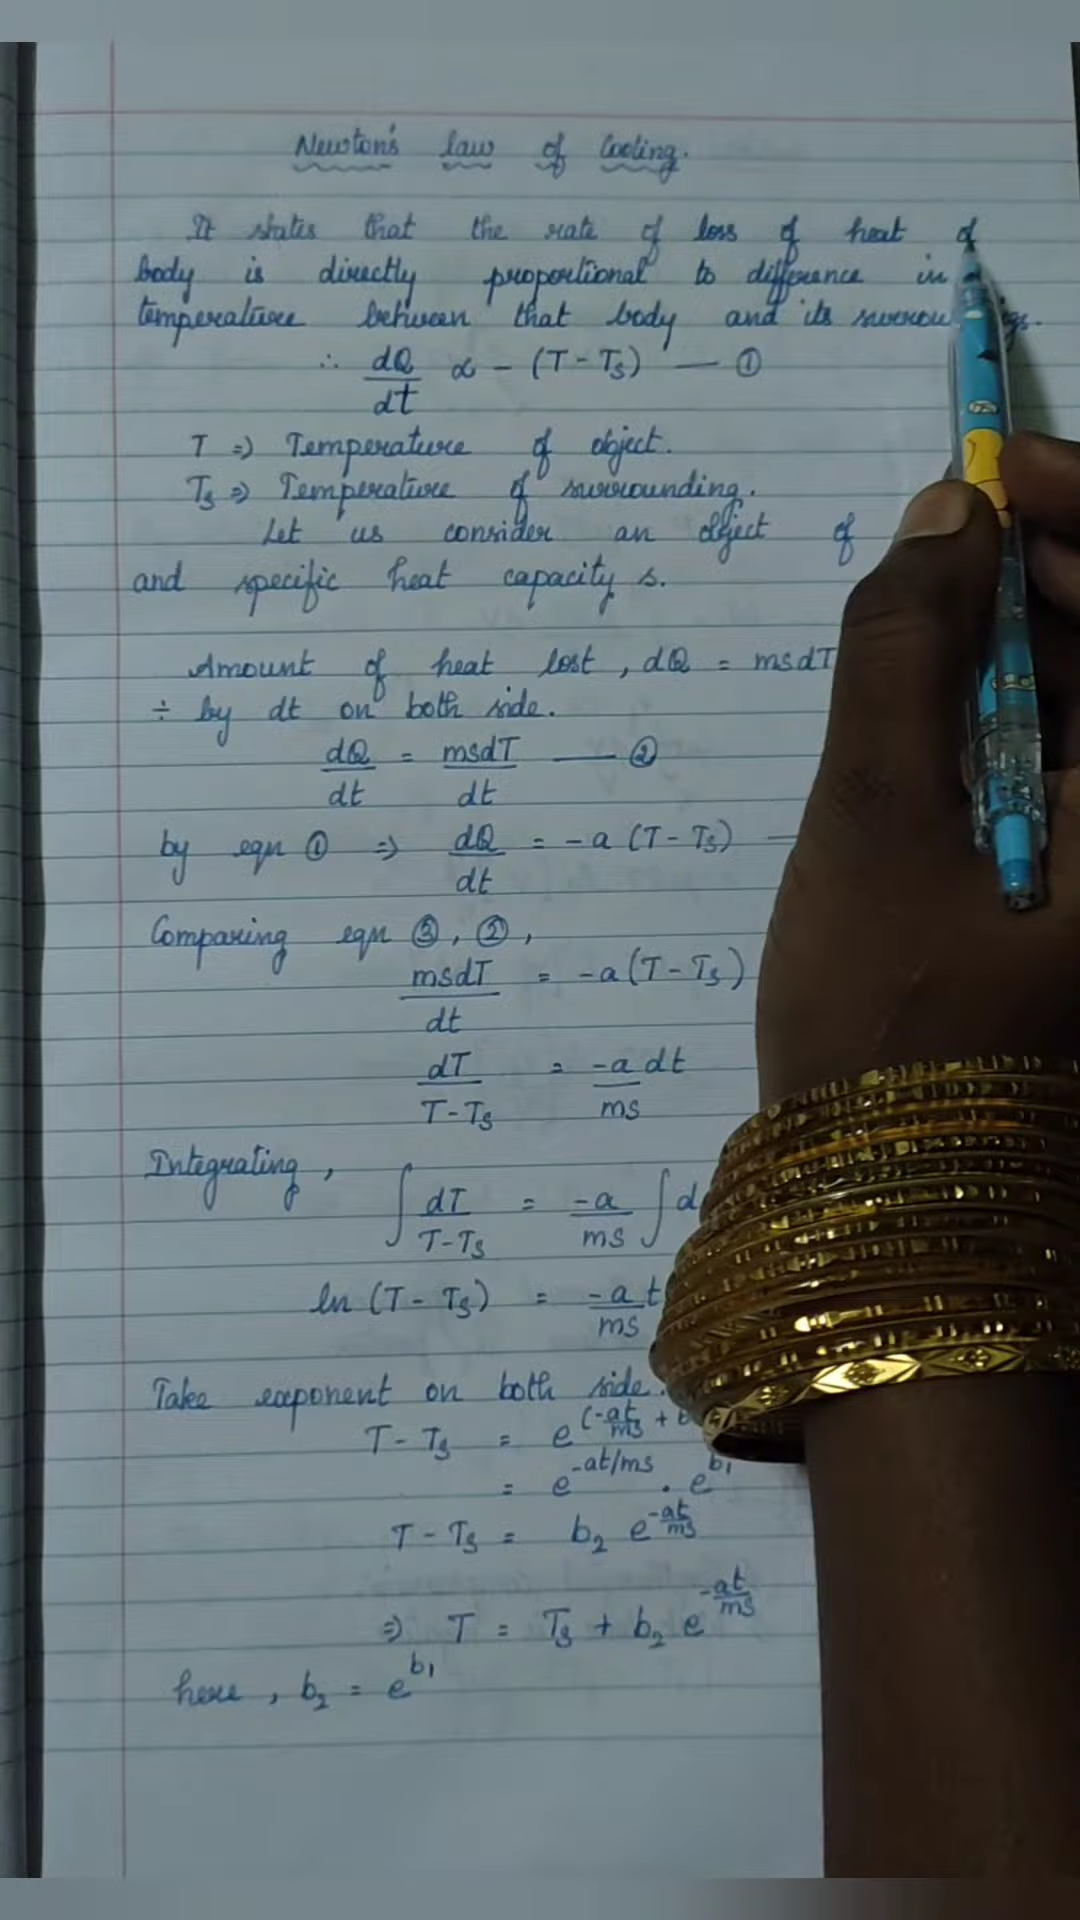 Newton's law of Cooling.
It states that the rate of loss of heat of
body is directly proportional to difference in
temperature between that body and its
∴ dQ/dt ∝ - (T - Ts) — ①
T ⇒ Temperature of object.
Ts ⇒ Temperature of surrounding.
Let us consider an object of
and specific heat capacity s.
Amount of heat lost, dQ = msdT
÷ by dt on both side.
dQ/dt = msdT/dt — ②
by eqn ① ⇒ dQ/dt = -a (T - Ts) —
Comparing eqn ③, ②,
msdT/dt = -a (T - Ts)
dT/T-Ts = -a/ms dt
Integrating,
∫ dT/T-Ts = -a/ms ∫ d
ln (T - Ts) = -a/ms t
Take exponent on both side.
T - Ts = e^(-at/ms +
= e^-at/ms . e^b₁
T - Ts = b₂ e^-at/ms
⇒ T = Ts + b₂ e^-at/ms
here, b₂ = e^b₁